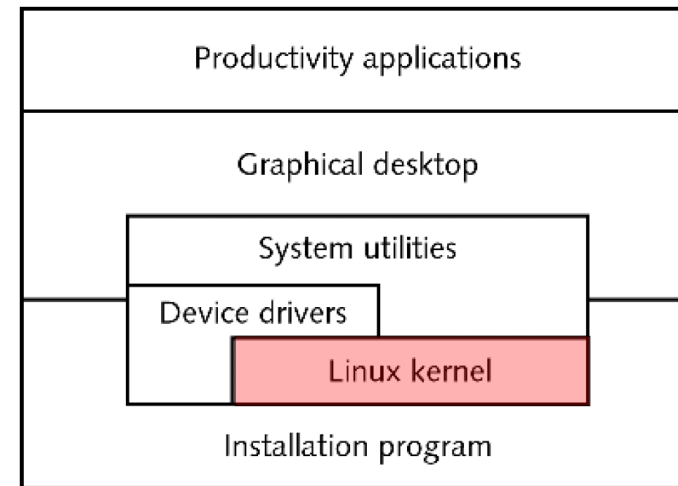 Productivity applications
Graphical desktop
System utilities
Device drivers
Linux kernel
Installation program